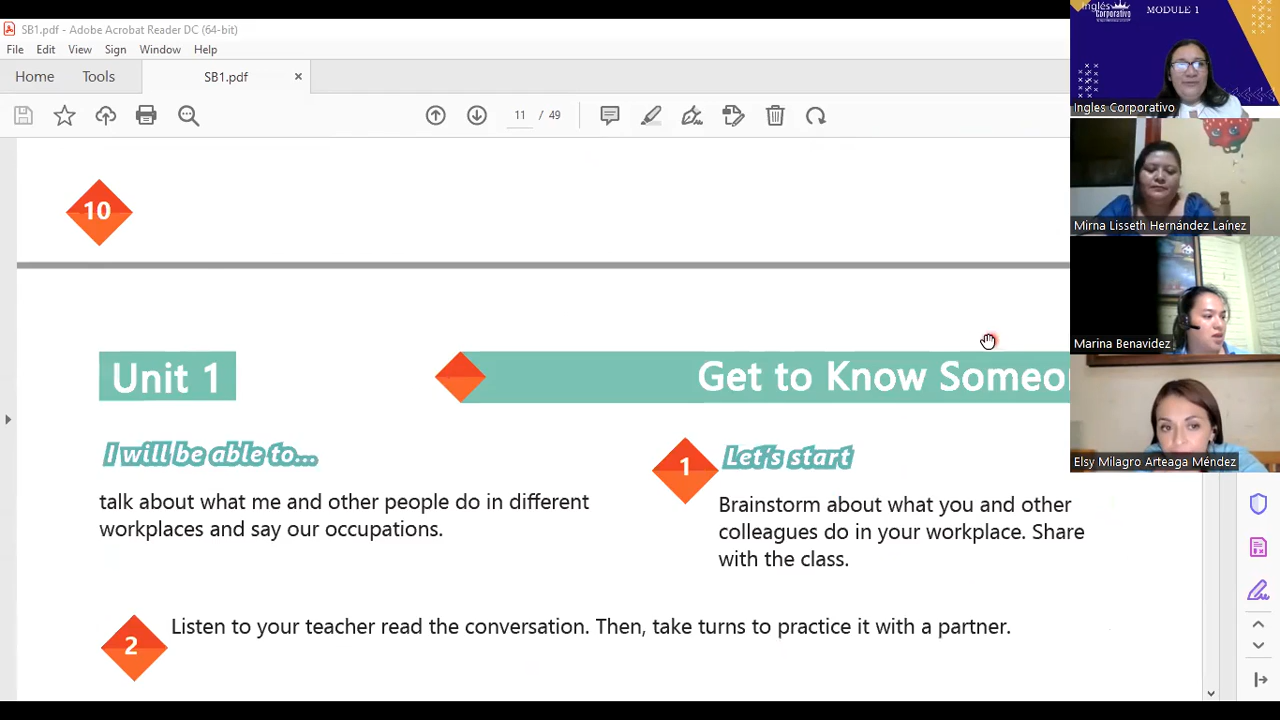 SB1.pdf - Adobe Acrobat Reader DC (64-bit)
File Edit View Sign Window Help
Home Tools SB1.pdf ×
11 / 49
10
Unit 1
Get to Know Someo
I will be able to...
talk about what me and other people do in different
workplaces and say our occupations.
1 Let's start
Brainstorm about what you and other
colleagues do in your workplace. Share
with the class.
2 Listen to your teacher read the conversation. Then, take turns to practice it with a partner.
Inglés
Corporativo
MODULE 1
Ingles Corporativo
Mirna Lisseth Hernández Laínez
Marina Benavidez
Elsy Milagro Arteaga Méndez